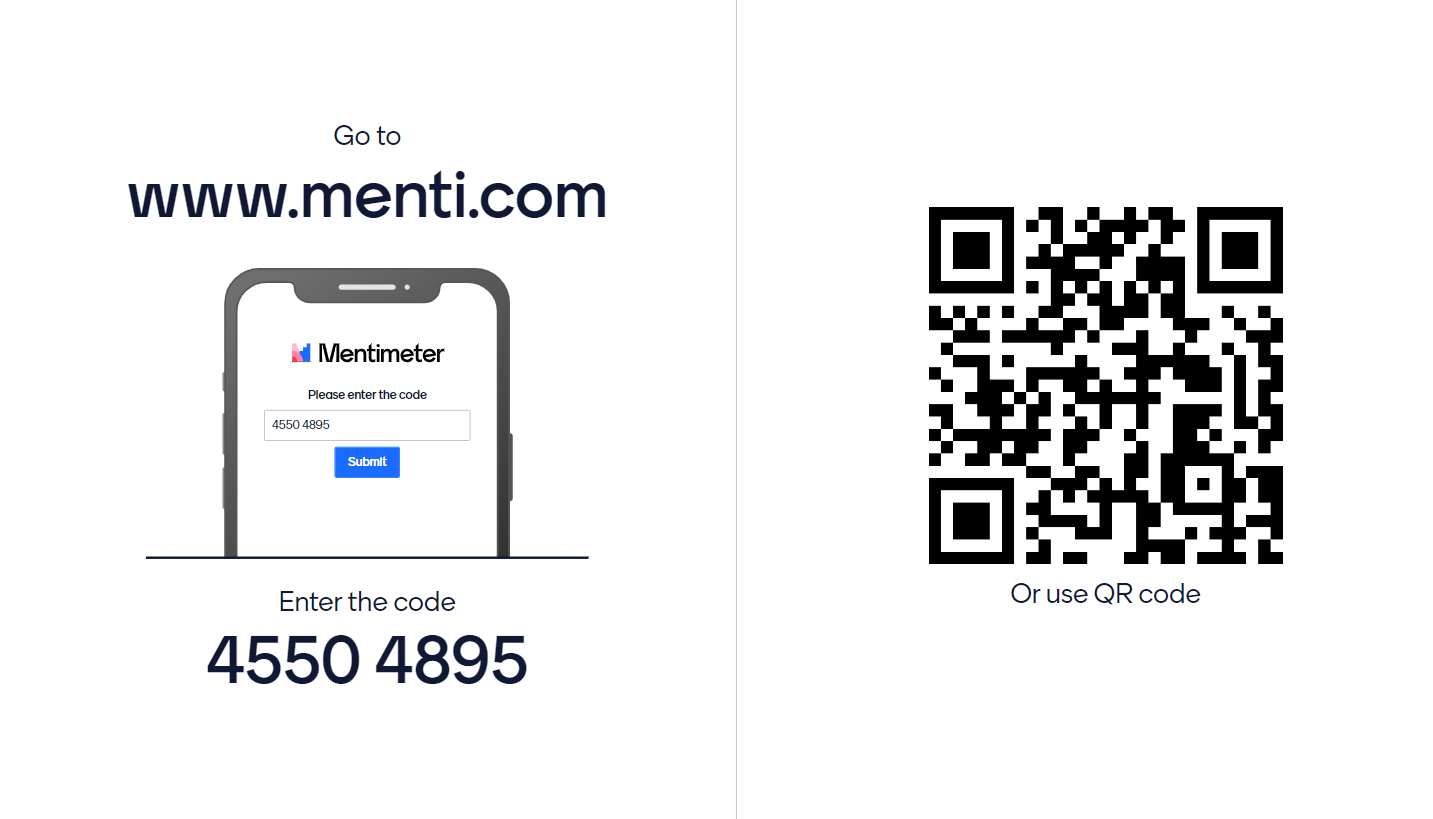 Go to
www.menti.com
Mentimeter
Please enter the code
4550 4895
Submit
Enter the code
4550 4895
Or use QR code